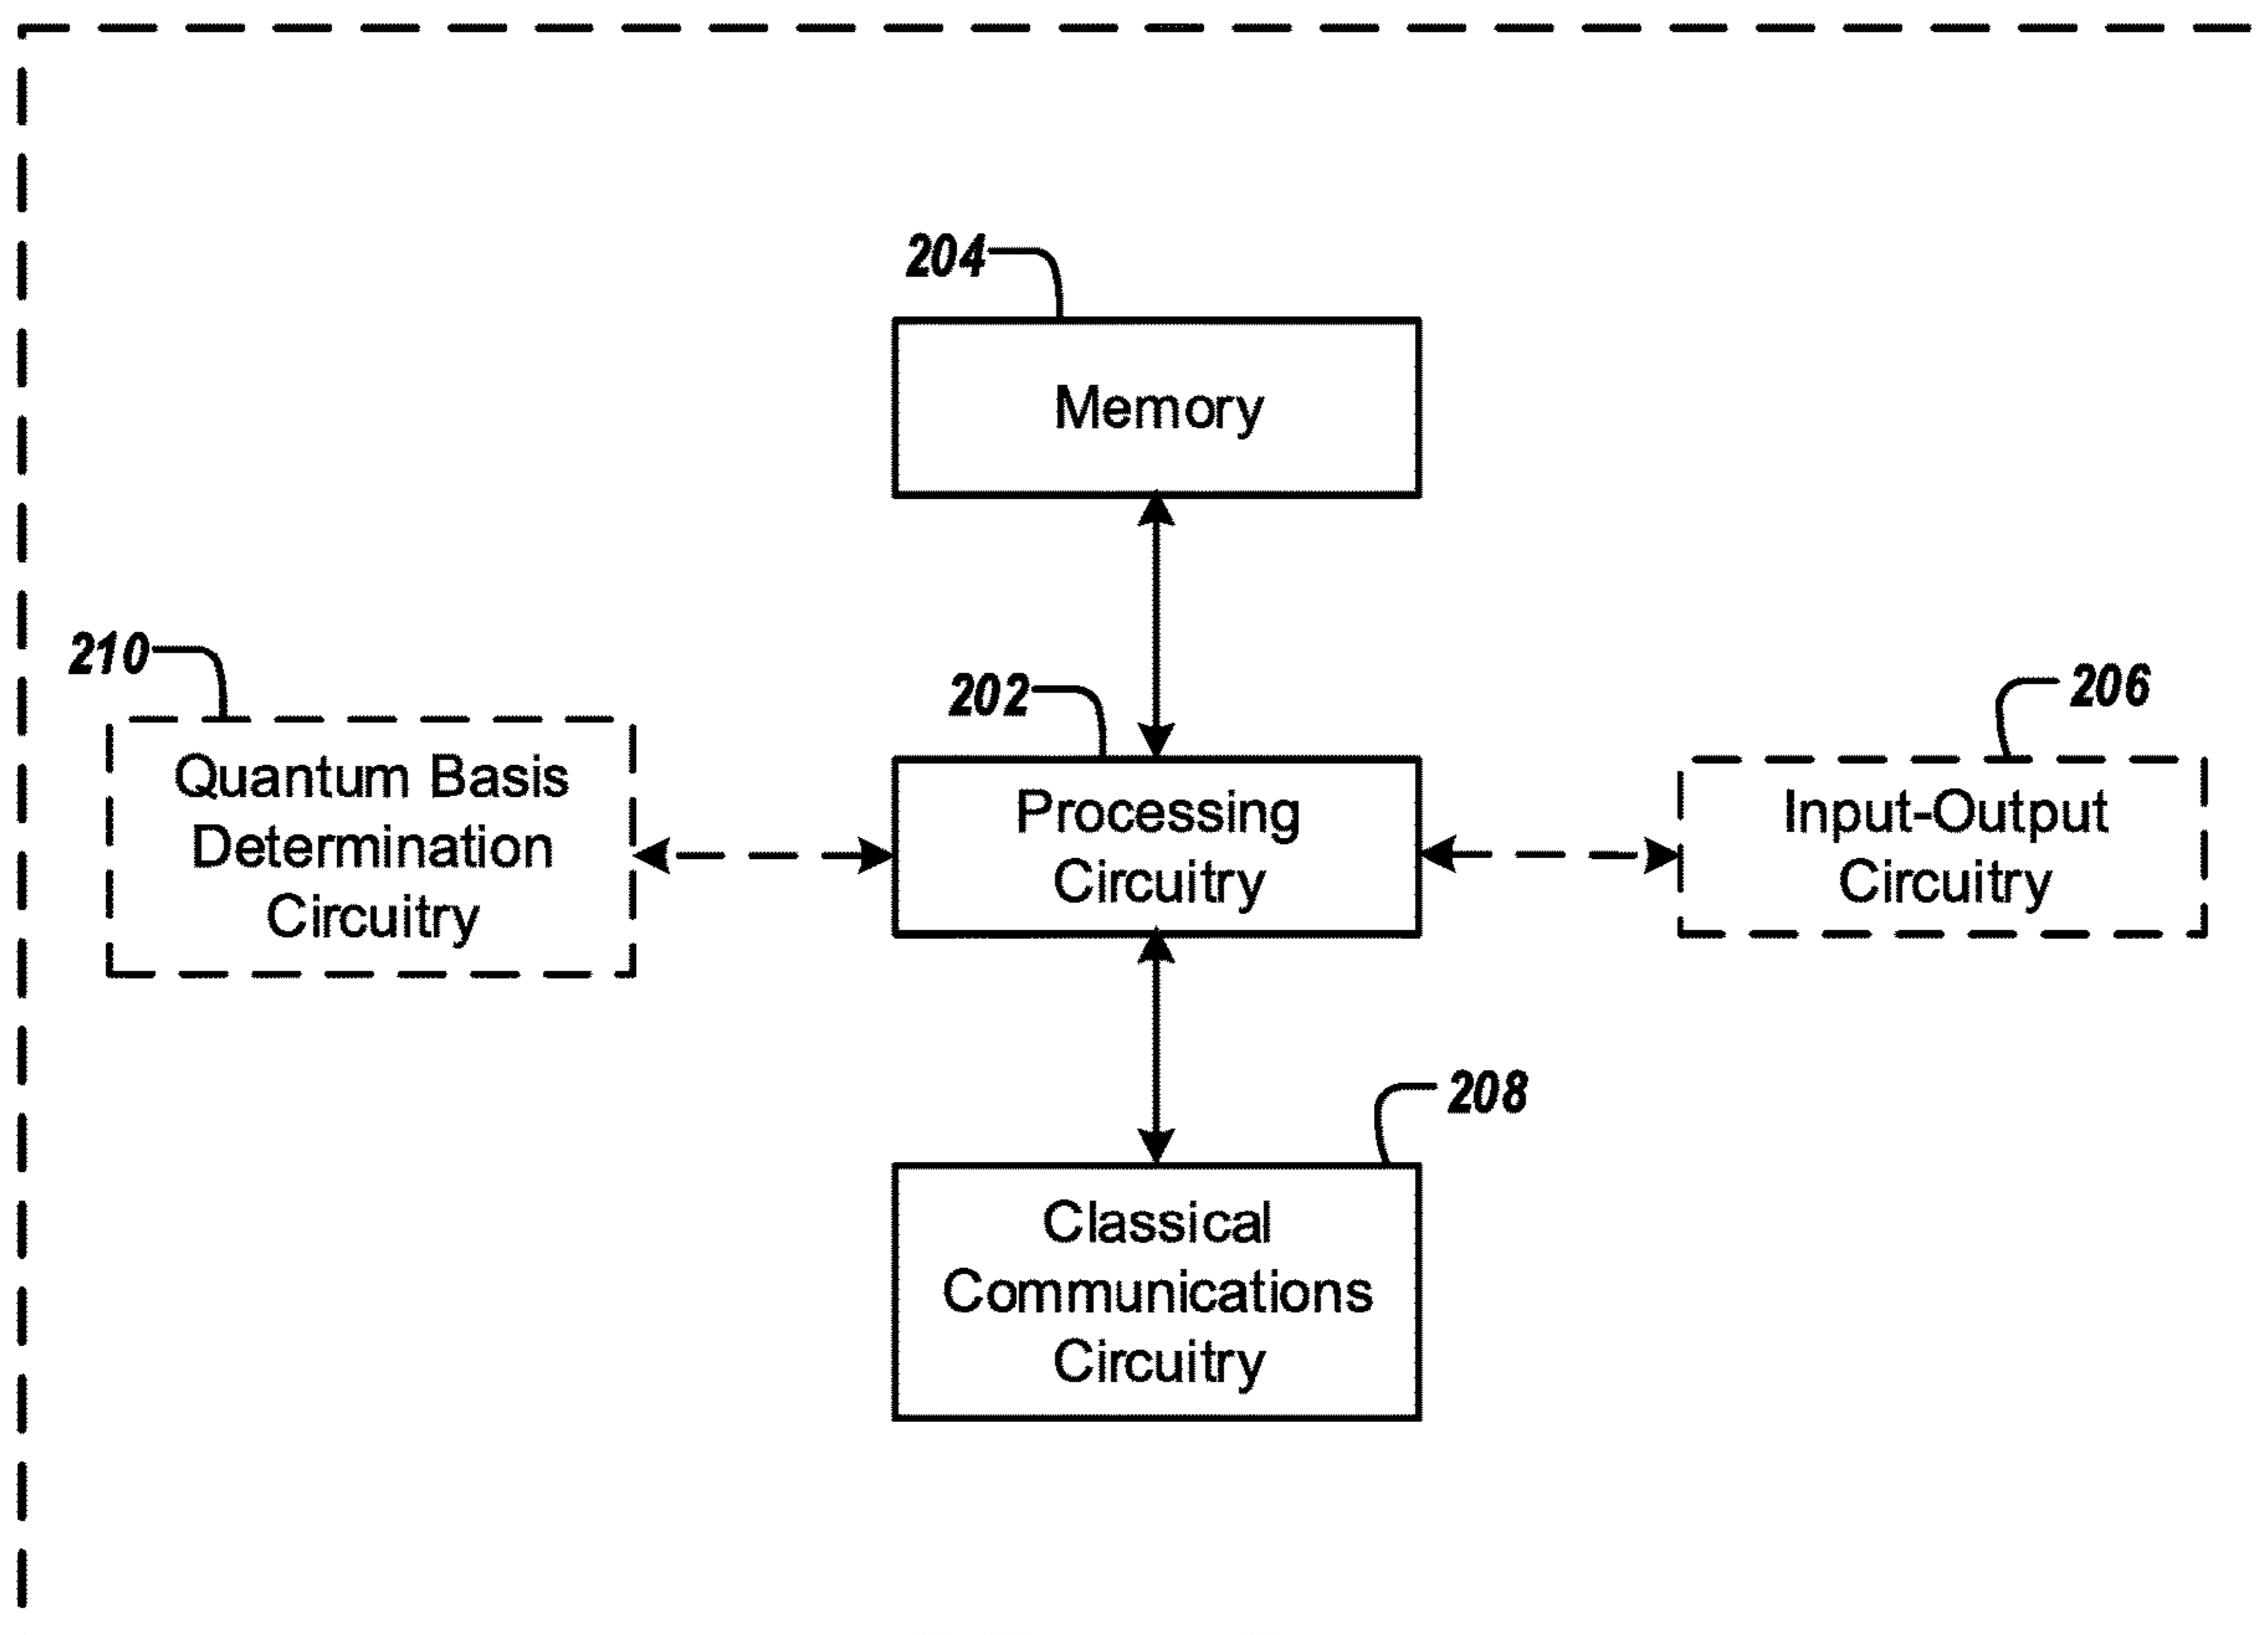 204
Memory
210
202
206
Quantum Basis
Determination
Circuitry
Processing
Circuitry
Input-Output
Circuitry
208
Classical
Communications
Circuitry